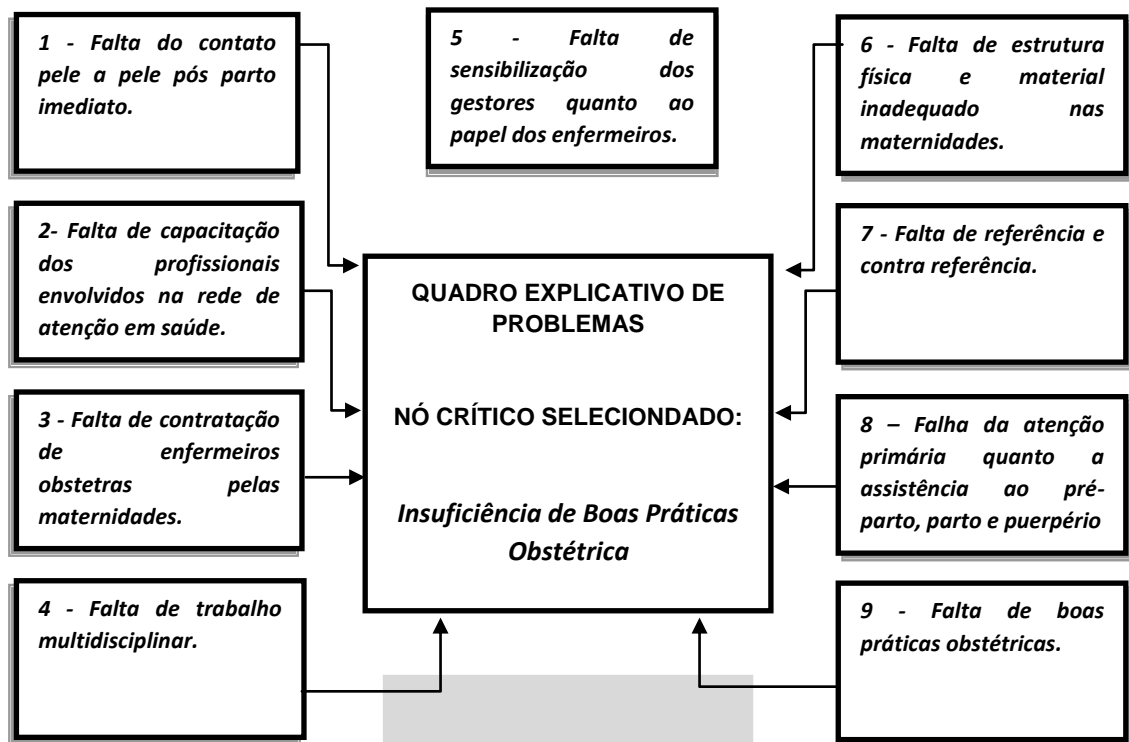 1 - Falta do contato
pele a pele pós parto
imediato.
2- Falta de capacitação
dos profissionais
envolvidos na rede de
atenção em saúde.
3 - Falta de contratação
de enfermeiros
obstetras pelas
maternidades.
4 - Falta de trabalho
multidisciplinar.
5 - Falta de
sensibilização dos
gestores quanto ao
papel dos enfermeiros.
QUADRO EXPLICATIVO DE
PROBLEMAS
NÓ CRÍTICO SELECIONDADO:
Insuficiência de Boas Práticas
Obstétrica
6 - Falta de estrutura
física e material
inadequado nas
maternidades.
7 - Falta de referência e
contra referência.
8 – Falha da atenção
primária quanto a
assistência ao pré-
parto, parto e puerpério
9 - Falta de boas
práticas obstétricas.